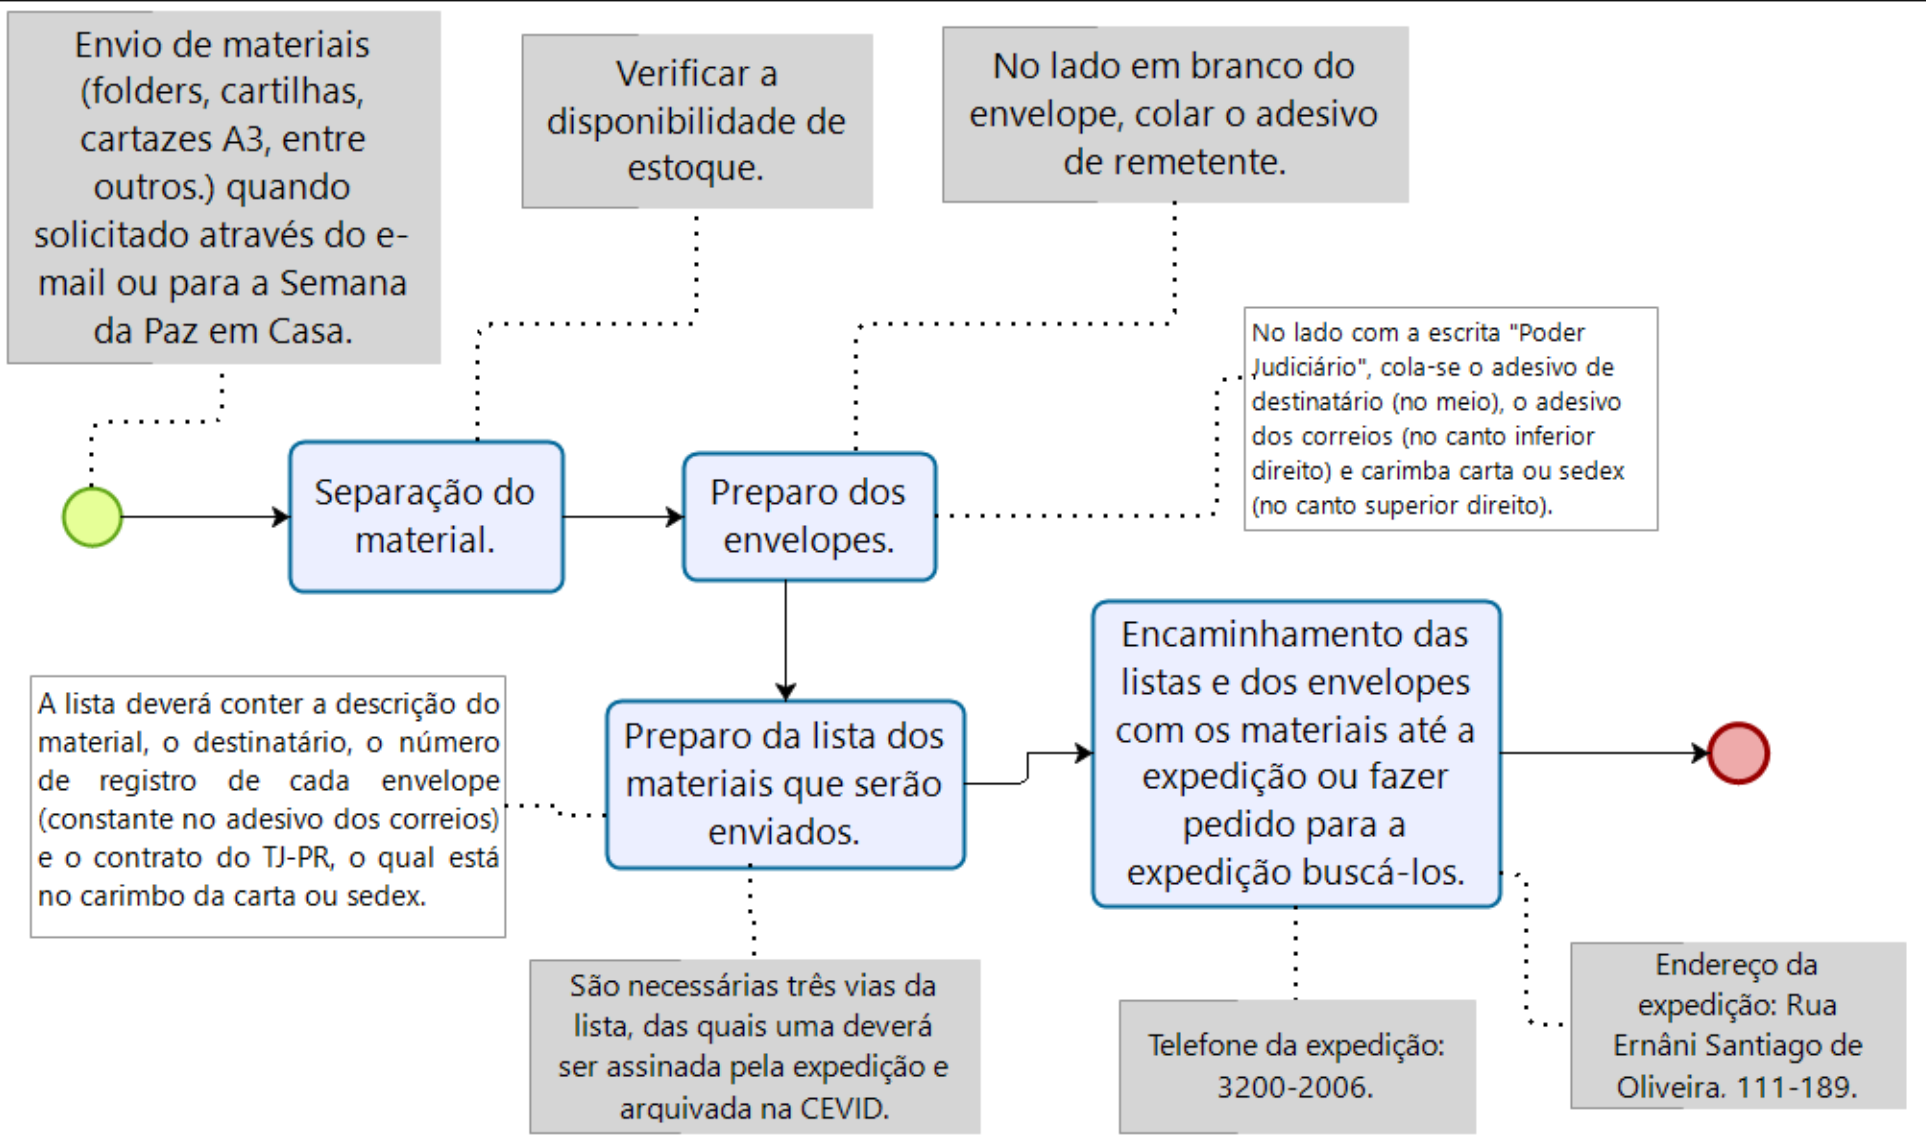 Envio de materiais
(folders, cartilhas,
cartazes A3, entre
outros.) quando
solicitado através do e-
mail ou para a Semana
da Paz em Casa.
Verificar a
disponibilidade de
estoque.
No lado em branco do
envelope, colar o adesivo
de remetente.
No lado com a escrita "Poder
Judiciário", cola-se o adesivo de
destinatário (no meio), o adesivo
dos correios (no canto inferior
direito) e carimba carta ou sedex
(no canto superior direito).
Separação do
material.
Preparo dos
envelopes.
A lista deverá conter a descrição do
material, o destinatário, o número
de registro de cada envelope
(constante no adesivo dos correios)
e o contrato do TJ-PR, o qual está
no carimbo da carta ou sedex.
Preparo da lista dos
materiais que serão
enviados.
Encaminhamento das
listas e dos envelopes
com os materiais até a
expedição ou fazer
pedido para a
expedição buscá-los.
São necessárias três vias da
lista, das quais uma deverá
ser assinada pela expedição e
arquivada na CEVID.
Telefone da expedição:
3200-2006.
Endereço da
expedição: Rua
Ernâni Santiago de
Oliveira. 111-189.